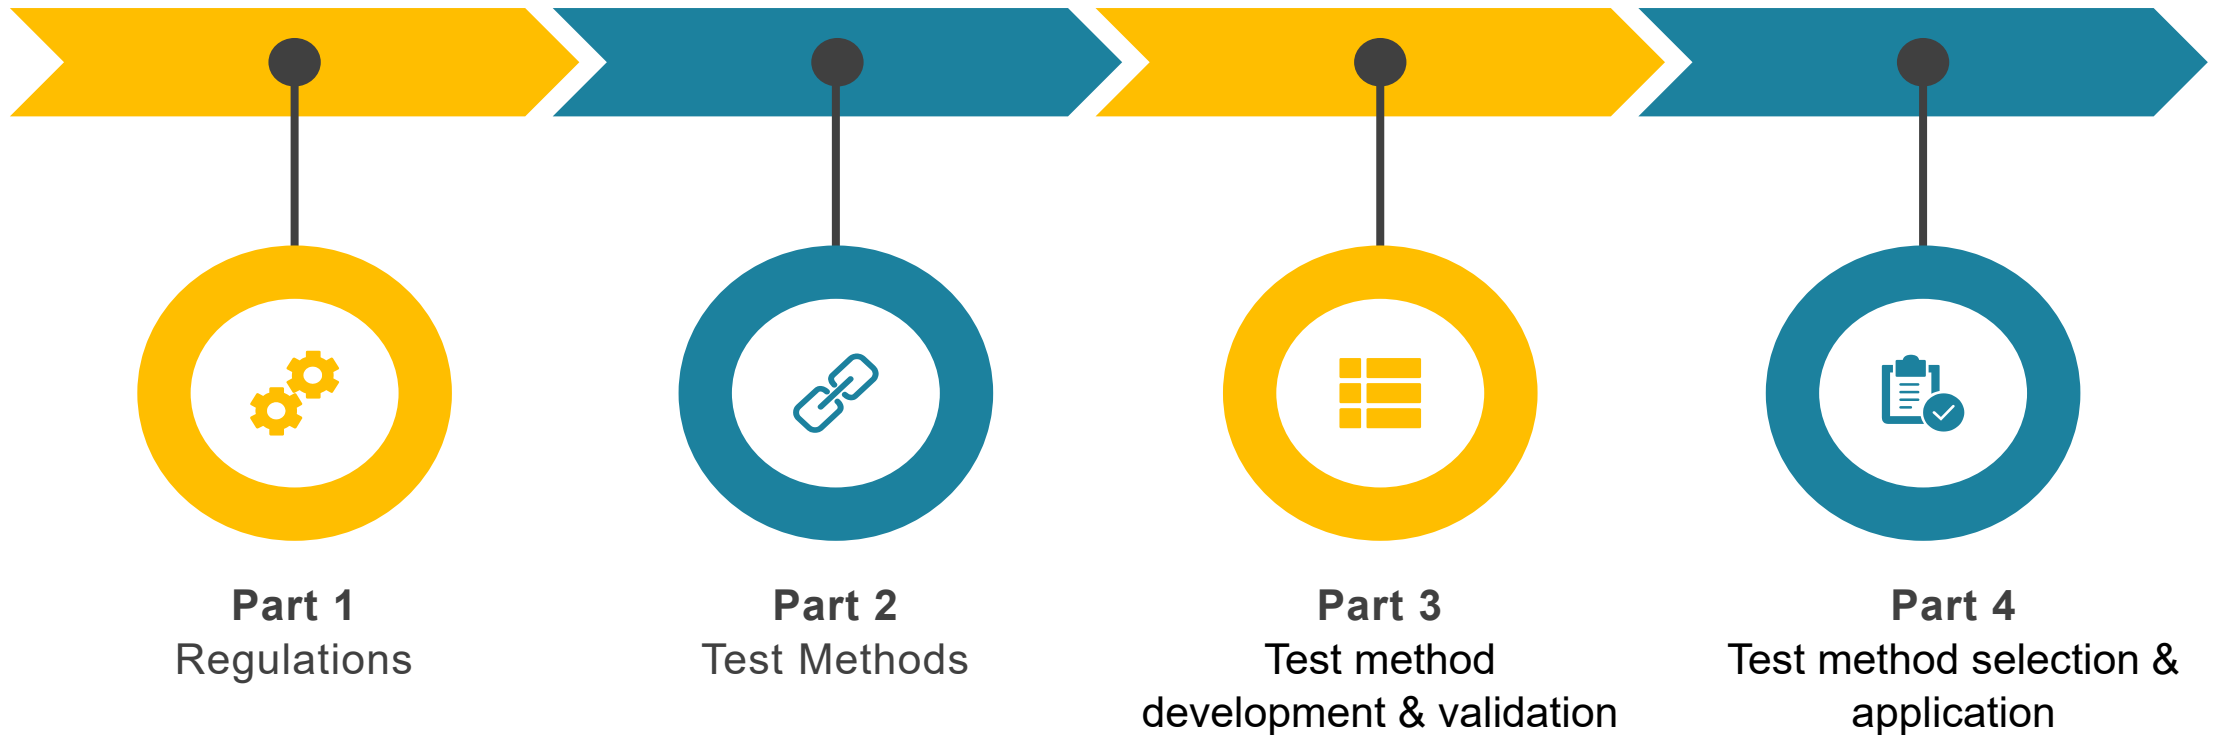 Part 1
Regulations
Part 2
Test Methods
Part 3
Test method
development & validation
Part 4
Test method selection &
application